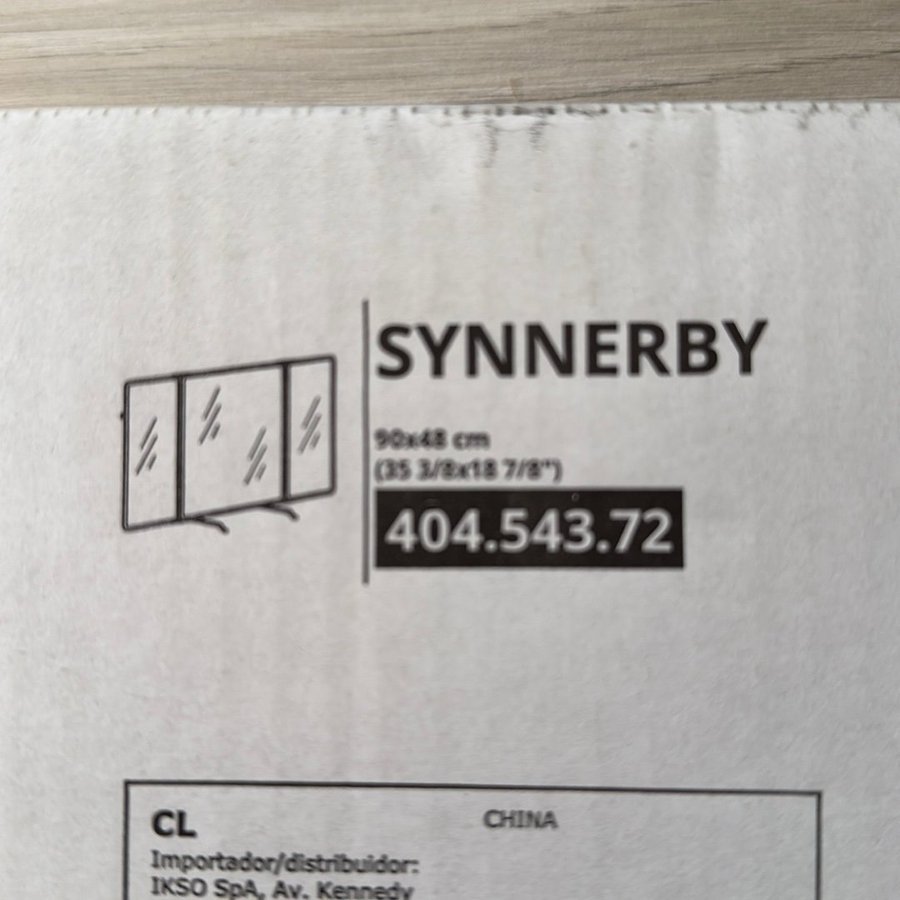 SYNNERBY
90x48 cm
(35 3/8x18 7/8")
404.543.72
CL
CHINA
Importador/distribuidor:
IKSO SpA, Av. Kennedy